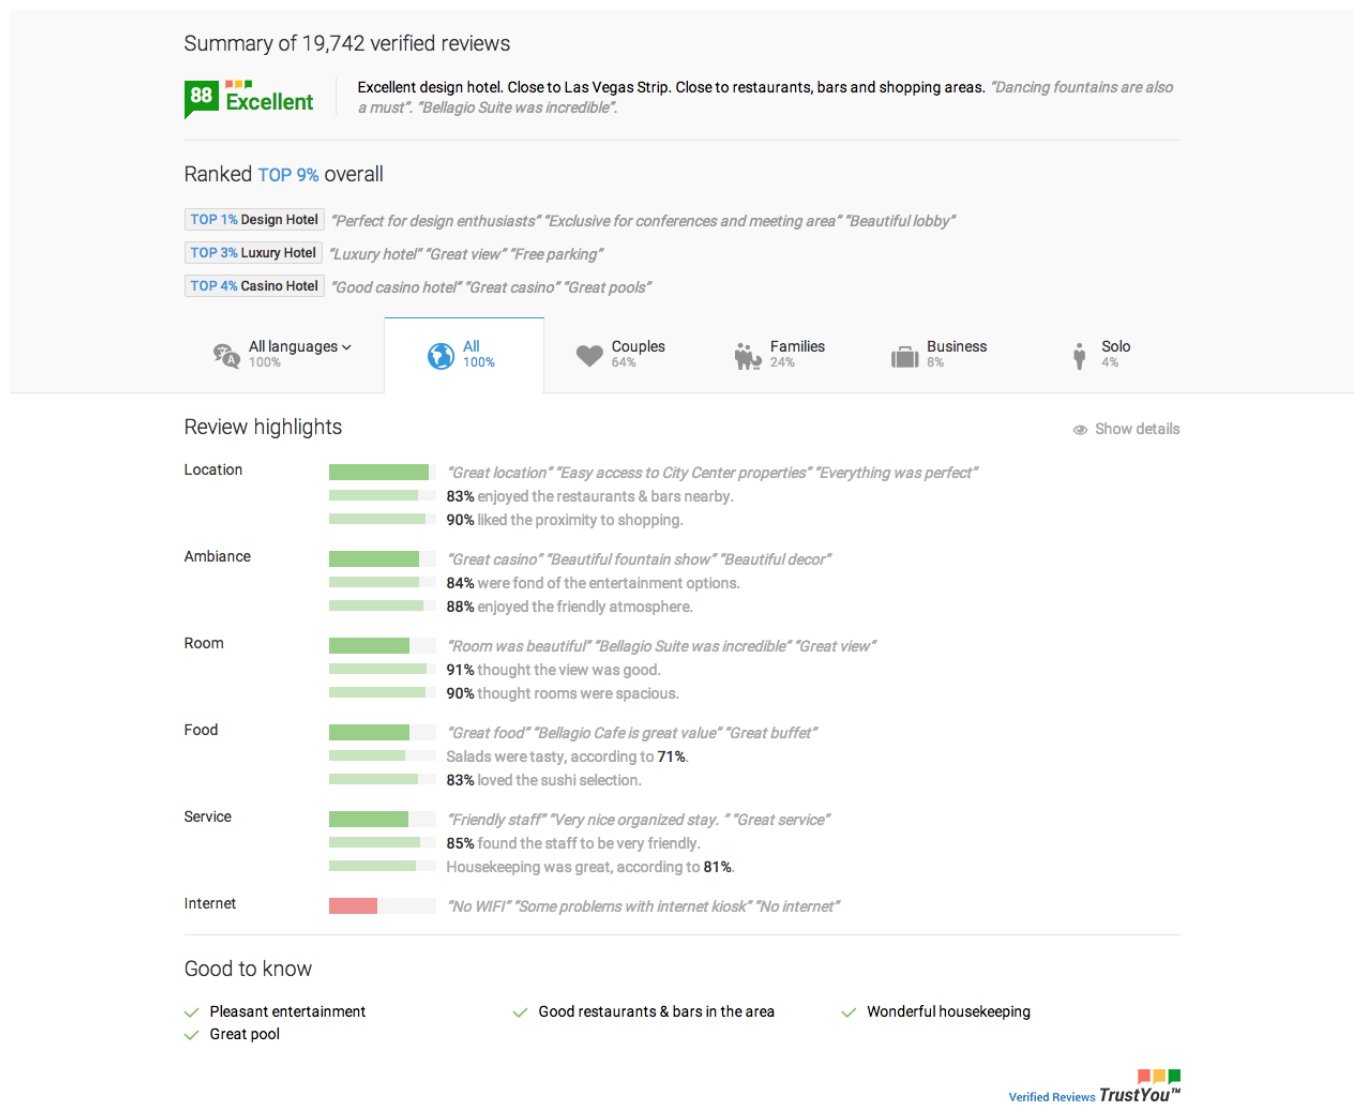 Summary of 19,742 verified reviews
88 Excellent
Excellent design hotel. Close to Las Vegas Strip. Close to restaurants, bars and shopping areas. “Dancing fountains are also
a must”. “Bellagio Suite was incredible”.
Ranked TOP 9% overall
TOP 1% Design Hotel “Perfect for design enthusiasts” “Exclusive for conferences and meeting area” “Beautiful lobby”
TOP 3% Luxury Hotel “Luxury hotel” “Great view” “Free parking”
TOP 4% Casino Hotel “Good casino hotel” “Great casino” “Great pools”
All languages
100%
All
100%
Couples
64%
Families
24%
Business
8%
Solo
4%
Review highlights
Show details
Location
“Great location” “Easy access to City Center properties” “Everything was perfect”
83% enjoyed the restaurants & bars nearby.
90% liked the proximity to shopping.
Ambiance
“Great casino” “Beautiful fountain show” “Beautiful decor”
84% were fond of the entertainment options.
88% enjoyed the friendly atmosphere.
Room
“Room was beautiful” “Bellagio Suite was incredible” “Great view”
91% thought the view was good.
90% thought rooms were spacious.
Food
“Great food” “Bellagio Cafe is great value” “Great buffet”
Salads were tasty, according to 71%.
83% loved the sushi selection.
Service
“Friendly staff” “Very nice organized stay. ” “Great service”
85% found the staff to be very friendly.
Housekeeping was great, according to 81%.
Internet
“No WIFI” “Some problems with internet kiosk” “No internet”
Good to know
Pleasant entertainment
Good restaurants & bars in the area
Wonderful housekeeping
Great pool
Verified Reviews TrustYou™